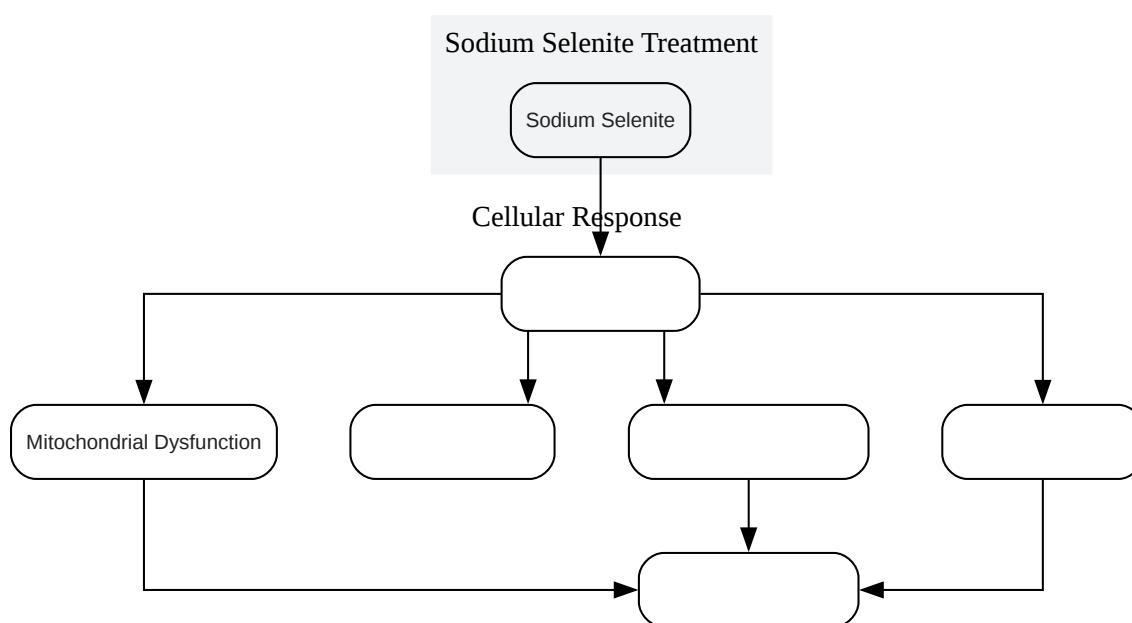 Sodium Selenite Treatment
Sodium Selenite
Cellular Response
Mitochondrial Dysfunction